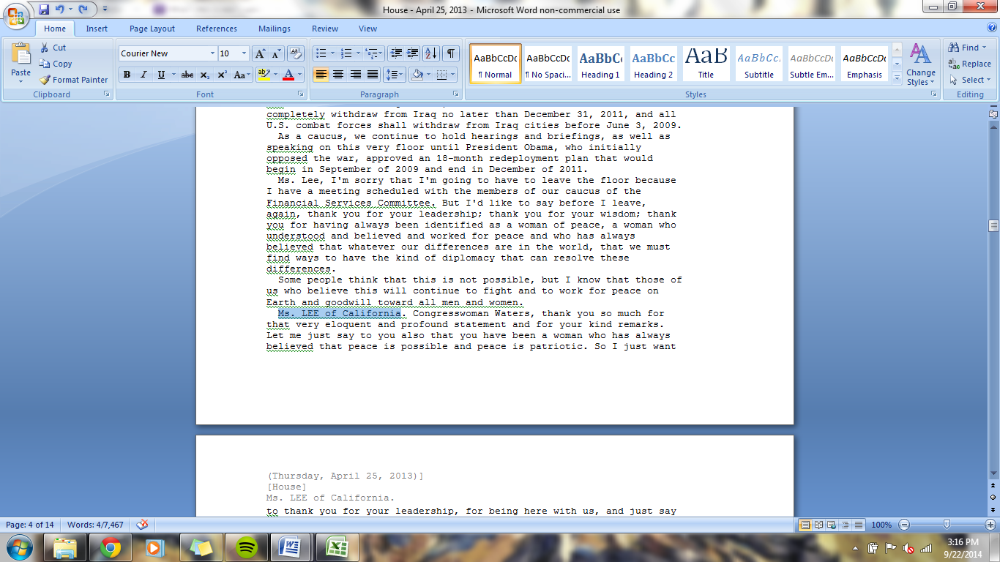 House - April 25, 2013 - Microsoft Word non-commercial use
Home Insert Page Layout References Mailings Review View
Paste
Cut
Copy
Format Painter
Clipboard
Courier New 10
B I U abc x₂ x² Aa
Font
Paragraph
AaBbCcDc AaBbCcDc AaBbC AaBbCc AaB AaBbCc. AaBbCcDc AaBbCcDc
¶ Normal ¶ No Spaci... Heading 1 Heading 2 Title Subtitle Subtle Em... Emphasis
Change Styles
Styles
Find
Replace
Select
Editing
completely withdraw from Iraq no later than December 31, 2011, and all
U.S. combat forces shall withdraw from Iraq cities before June 3, 2009.
As a caucus, we continue to hold hearings and briefings, as well as
speaking on this very floor until President Obama, who initially
opposed the war, approved an 18-month redeployment plan that would
begin in September of 2009 and end in December of 2011.
Ms. Lee, I'm sorry that I'm going to have to leave the floor because
I have a meeting scheduled with the members of our caucus of the
Financial Services Committee. But I'd like to say before I leave,
again, thank you for your leadership; thank you for your wisdom; thank
you for having always been identified as a woman of peace, a woman who
understood and believed and worked for peace and who has always
believed that whatever our differences are in the world, that we must
find ways to have the kind of diplomacy that can resolve these
differences.
Some people think that this is not possible, but I know that those of
us who believe this will continue to fight and to work for peace on
Earth and goodwill toward all men and women.
Ms. LEE of California. Congresswoman Waters, thank you so much for
that very eloquent and profound statement and for your kind remarks.
Let me just say to you also that you have been a woman who has always
believed that peace is possible and peace is patriotic. So I just want
(Thursday, April 25, 2013)]
[House]
Ms. LEE of California.
to thank you for your leadership, for being here with us, and just say
Page: 4 of 14 Words: 4/7,467 100%
3:16 PM
9/22/2014